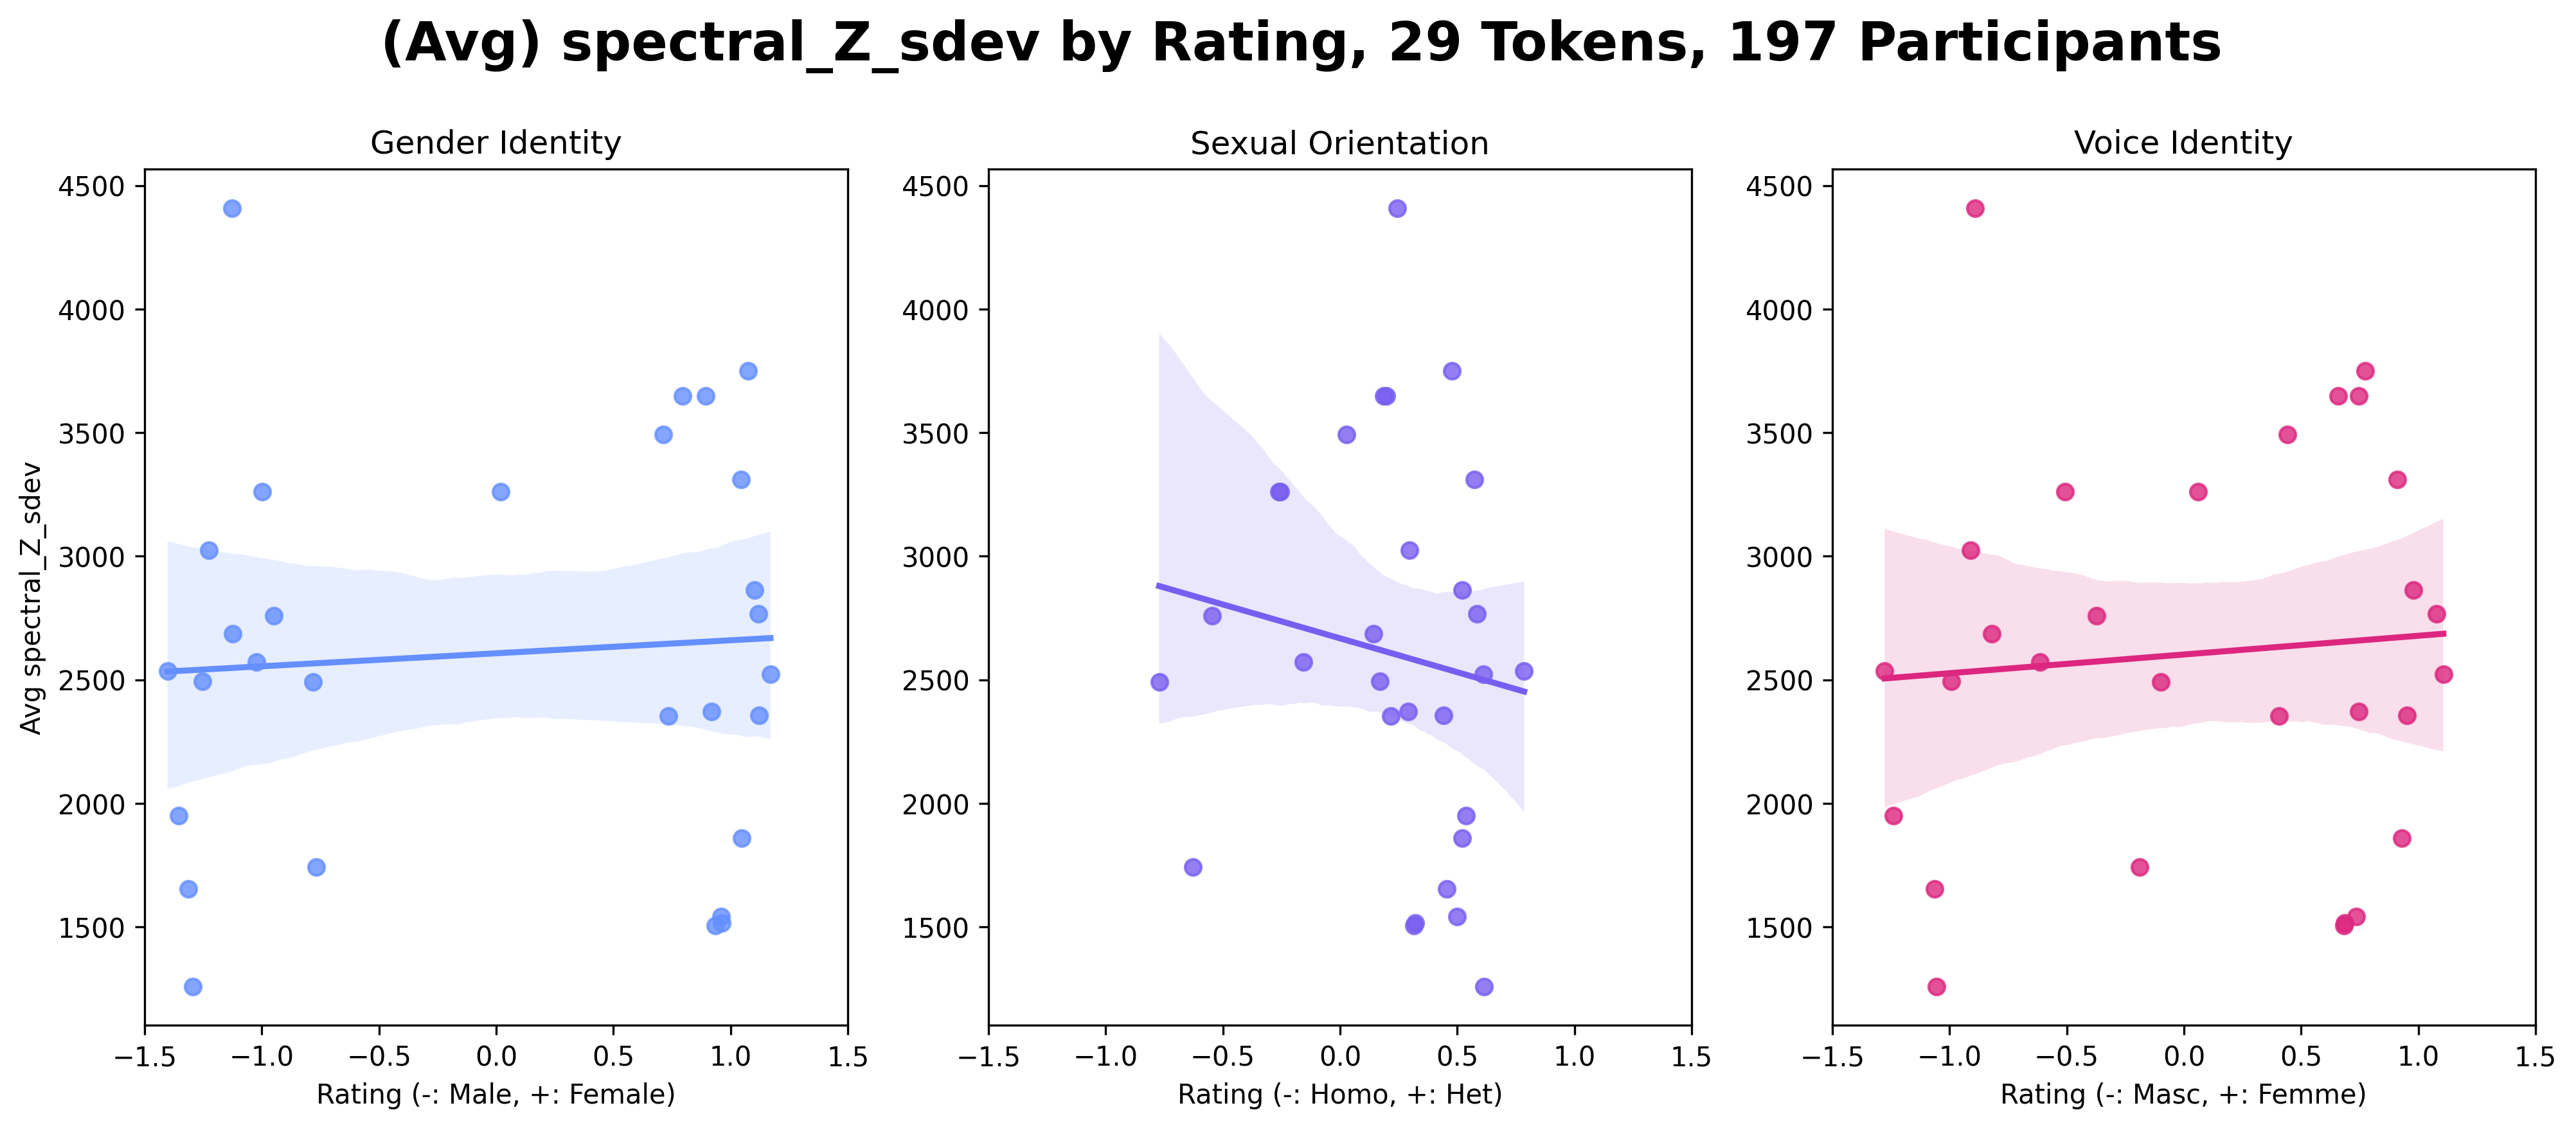 (Avg) spectral_Z_sdev by Rating, 29 Tokens, 197 Participants
Gender Identity
Sexual Orientation
Voice Identity
Avg spectral_Z_sdev
4500
4000
3500
3000
2500
2000
1500
−1.5 −1.0 −0.5 0.0 0.5 1.0 1.5
Rating (-: Male, +: Female)
4500
4000
3500
3000
2500
2000
1500
−1.5 −1.0 −0.5 0.0 0.5 1.0 1.5
Rating (-: Homo, +: Het)
4500
4000
3500
3000
2500
2000
1500
−1.5 −1.0 −0.5 0.0 0.5 1.0 1.5
Rating (-: Masc, +: Femme)